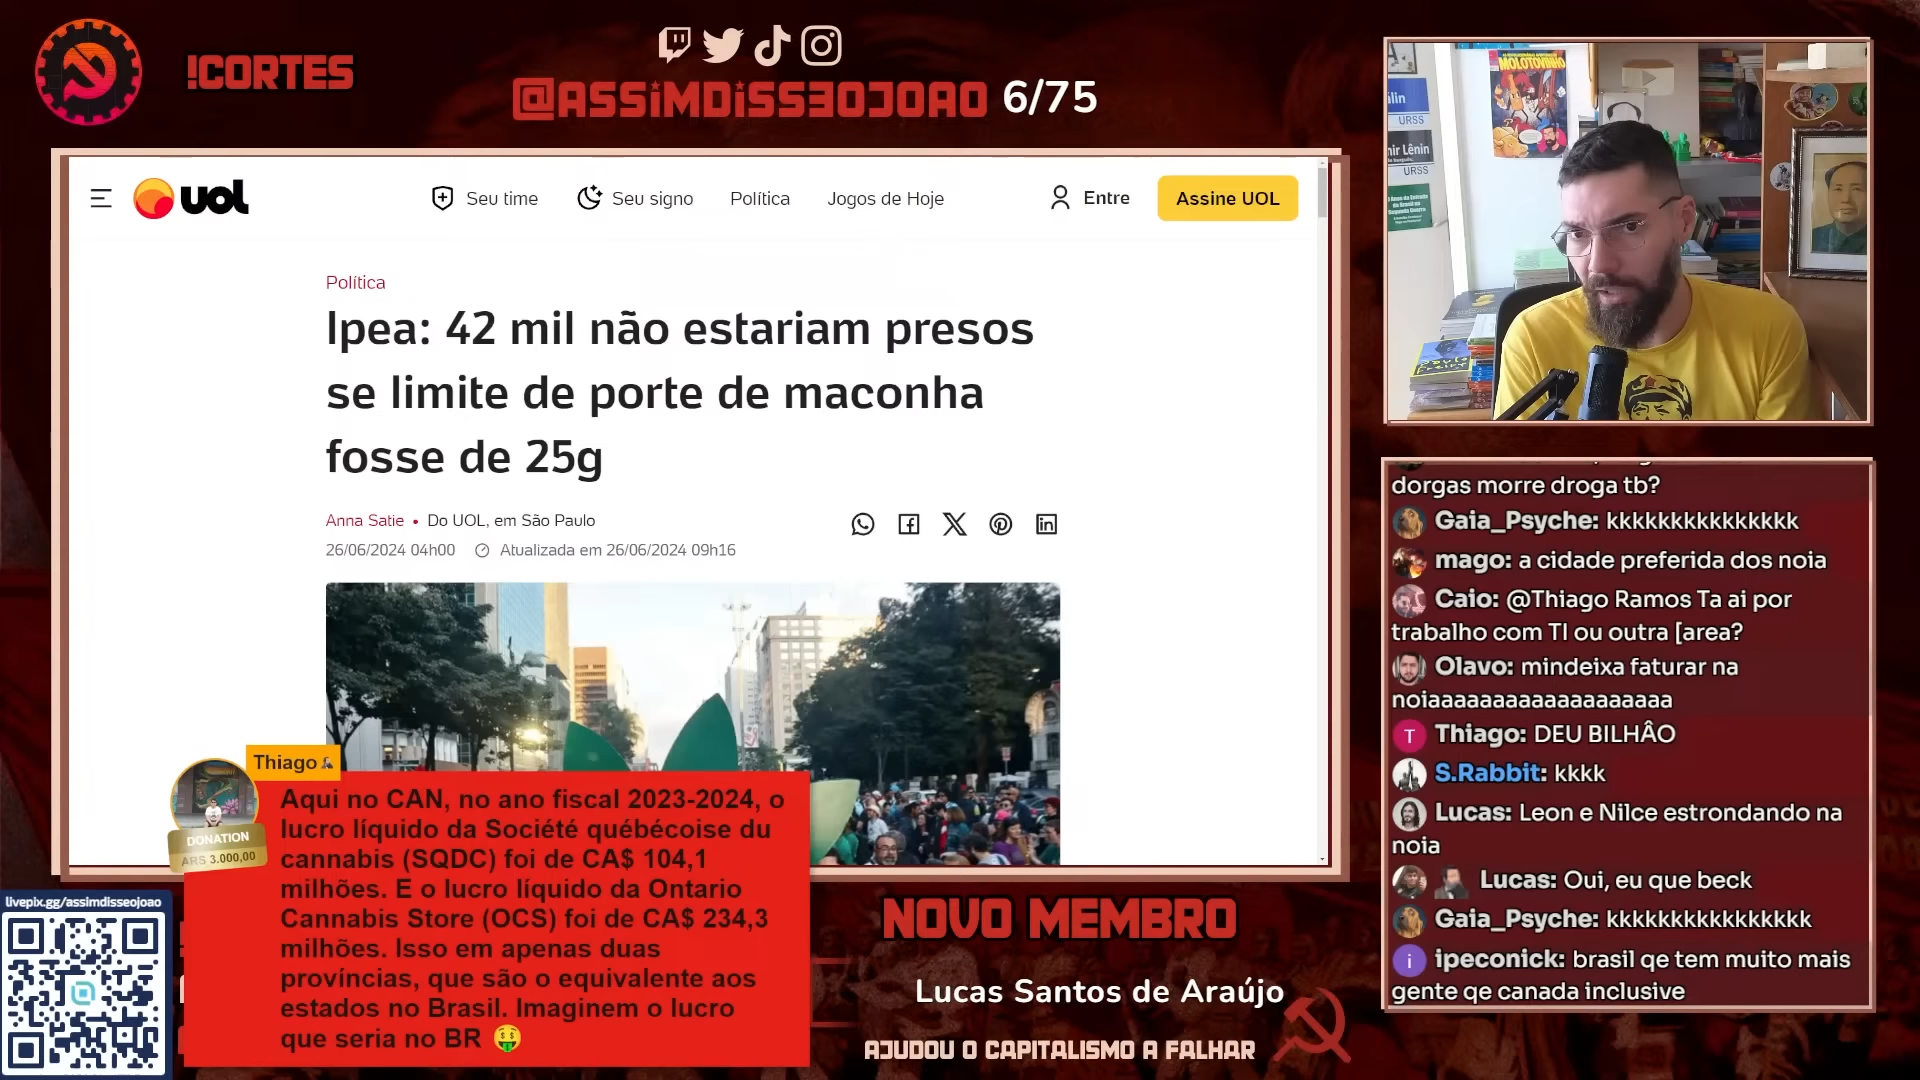 !CORTES
@ASSIMDISSEOJOAO 6/75
uol
Seu time
Seu signo
Política
Jogos de Hoje
Entre
Assine UOL
Política
Ipea: 42 mil não estariam presos
se limite de porte de maconha
fosse de 25g
Anna Satie • Do UOL, em São Paulo
26/06/2024 04h00
Atualizada em 26/06/2024 09h16
Thiago
DONATION
ARS 3.000,00
Aqui no CAN, no ano fiscal 2023-2024, o
lucro líquido da Société québécoise du
cannabis (SQDC) foi de CA$ 104,1
milhões. E o lucro líquido da Ontario
Cannabis Store (OCS) foi de CA$ 234,3
milhões. Isso em apenas duas
províncias, que são o equivalente aos
estados no Brasil. Imaginem o lucro
que seria no BR 🤑
livepix.gg/assimdisseojoao
NOVO MEMBRO
Lucas Santos de Araújo
AJUDOU O CAPITALISMO A FALHAR
MOLOTOVINHO
URSS
Lênin
URSS
dorgas morre droga tb?
Gaia_Psyche: kkkkkkkkkkkkkkk
mago: a cidade preferida dos noia
Caio: @Thiago Ramos Ta ai por
trabalho com TI ou outra [area?
Olavo: mindeixa faturar na
noiaaaaaaaaaaaaaaaaaaa
T
Thiago: DEU BILHÂO
S.Rabbit: kkkk
Lucas: Leon e Nilce estrondando na
noia
Lucas: Oui, eu que beck
Gaia_Psyche: kkkkkkkkkkkkkkkk
i
ipeconick: brasil qe tem muito mais
gente qe canada inclusive